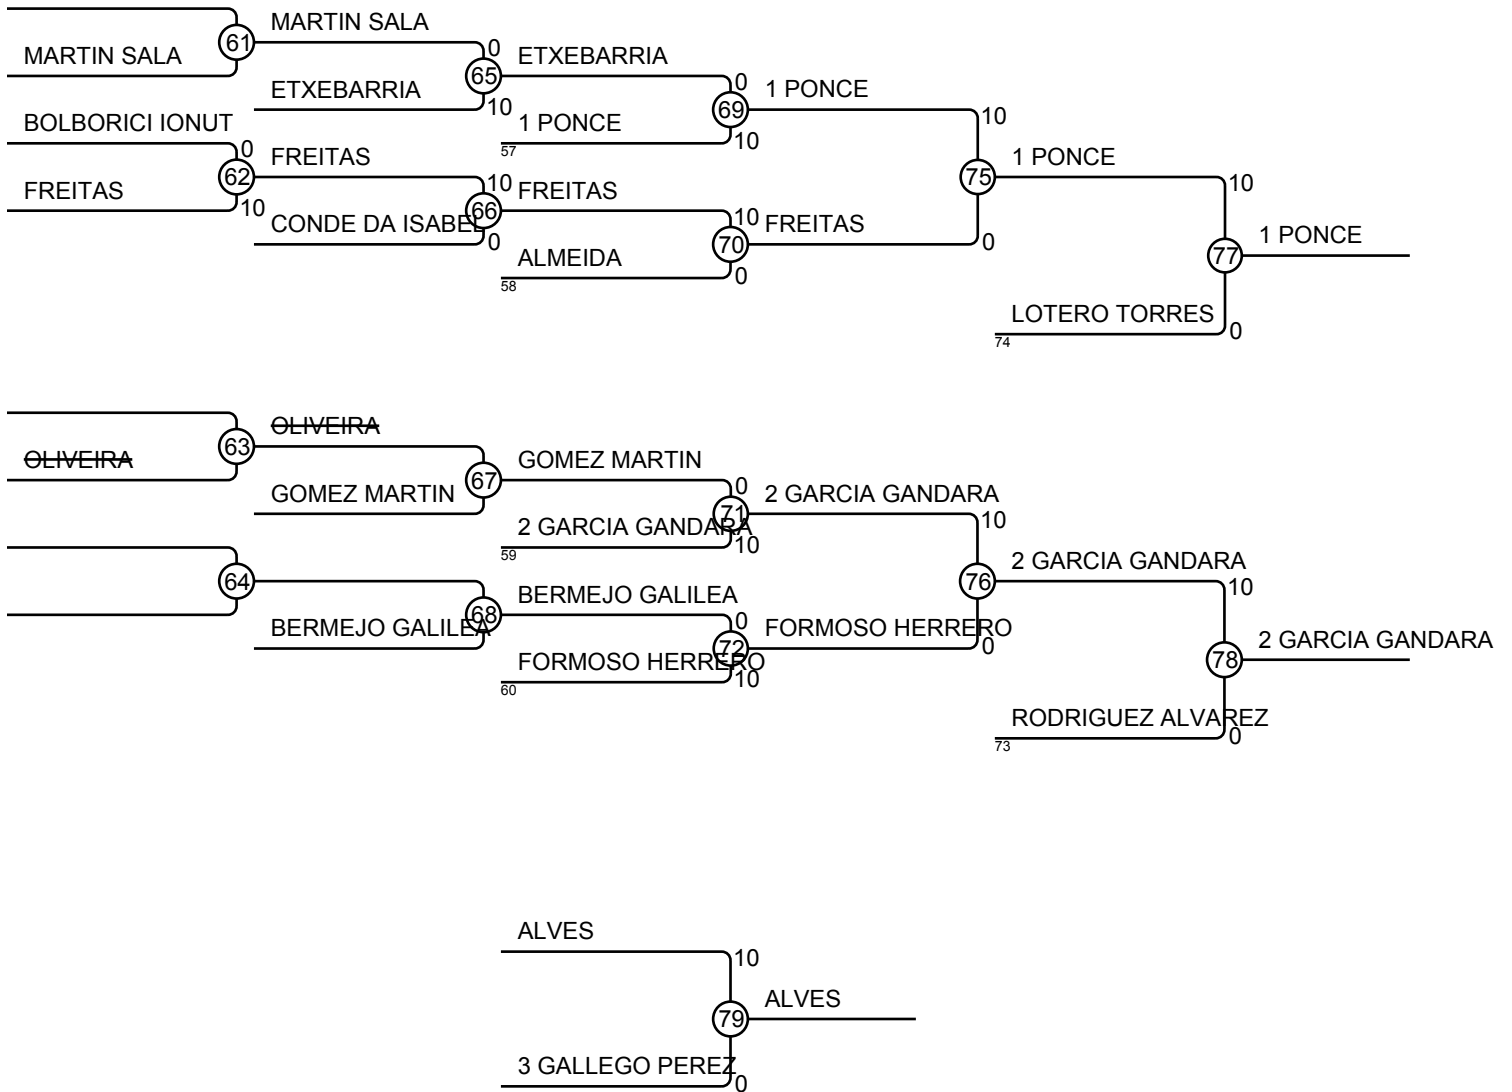 MARTIN SALA
61
0
MARTIN SALA
ETXEBARRIA
65
0
ETXEBARRIA
10
1 PONCE
BOLBORICI IONUT
1 PONCE
69
10
57
10
0
FREITAS
1 PONCE
62
10
75
10
FREITAS
10
FREITAS
66
10
FREITAS
CONDE DA ISABEL
0
70
0
1 PONCE
ALMEIDA
0
77
58
LOTERO TORRES
0
74
OLIVEIRA
63
OLIVEIRA
GOMEZ MARTIN
67
0
2 GARCIA GANDARA
GOMEZ MARTIN
71
10
2 GARCIA GANDARA
10
59
2 GARCIA GANDARA
64
76
10
BERMEJO GALILEA
68
0
BERMEJO GALILEA
FORMOSO HERRERO
72
0
2 GARCIA GANDARA
FORMOSO HERRERO
10
78
60
RODRIGUEZ ALVAREZ
0
73
ALVES
10
ALVES
79
3 GALLEGO PEREZ
0